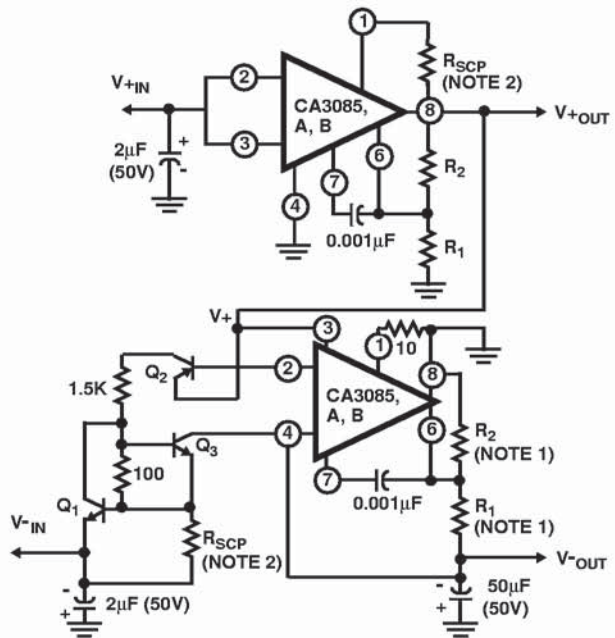 1
RSCP
(NOTE 2)
V+IN
2
CA3085,
A, B
8
V+OUT
+
2µF
(50V)
-
3
6
R2
7
4
0.001µF
R1
V+
3
1
10
Q2
2
8
1.5K
CA3085,
A, B
Q3
4
6
R2
(NOTE 1)
100
7
0.001µF
Q1
R1
(NOTE 1)
V-IN
RSCP
(NOTE 2)
V-OUT
-
+
2µF (50V)
-
+
50µF
(50V)